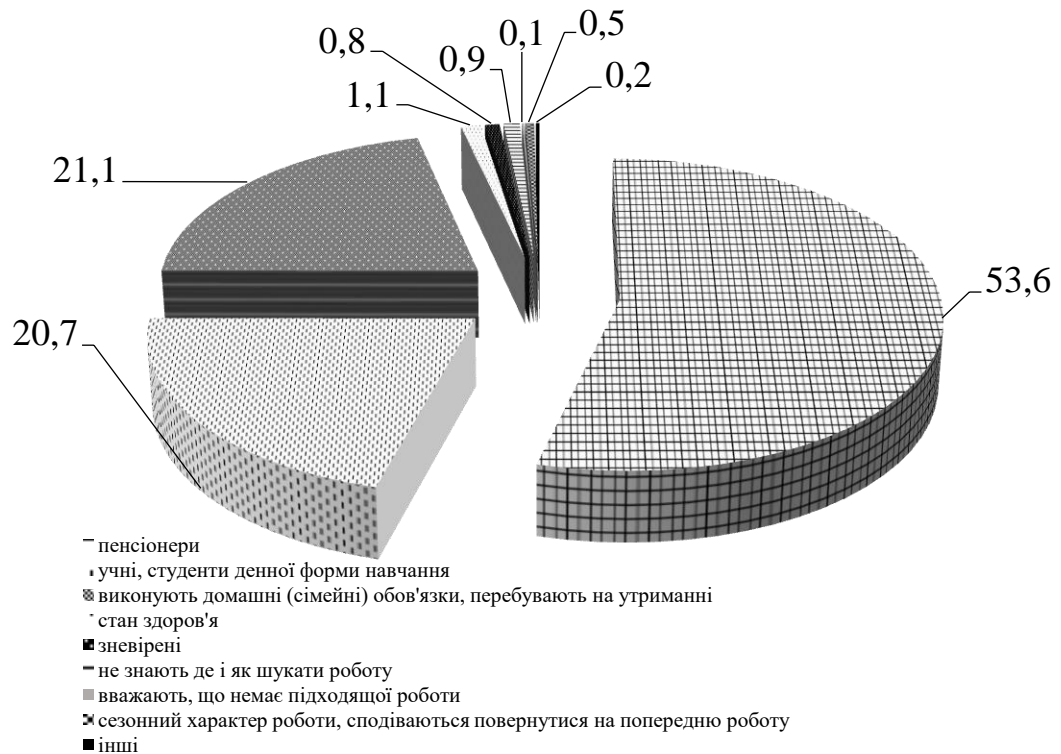 0,8
0,1
0,5
0,9
0,2
1,1
21,1
53,6
20,7
пенсіонери
учні, студенти денної форми навчання
виконують домашні (сімейні) обов'язки, перебувають на утриманні
стан здоров'я
зневірені
не знають де і як шукати роботу
вважають, що немає підходящої роботи
сезонний характер роботи, сподіваються повернутися на попередню роботу
інші